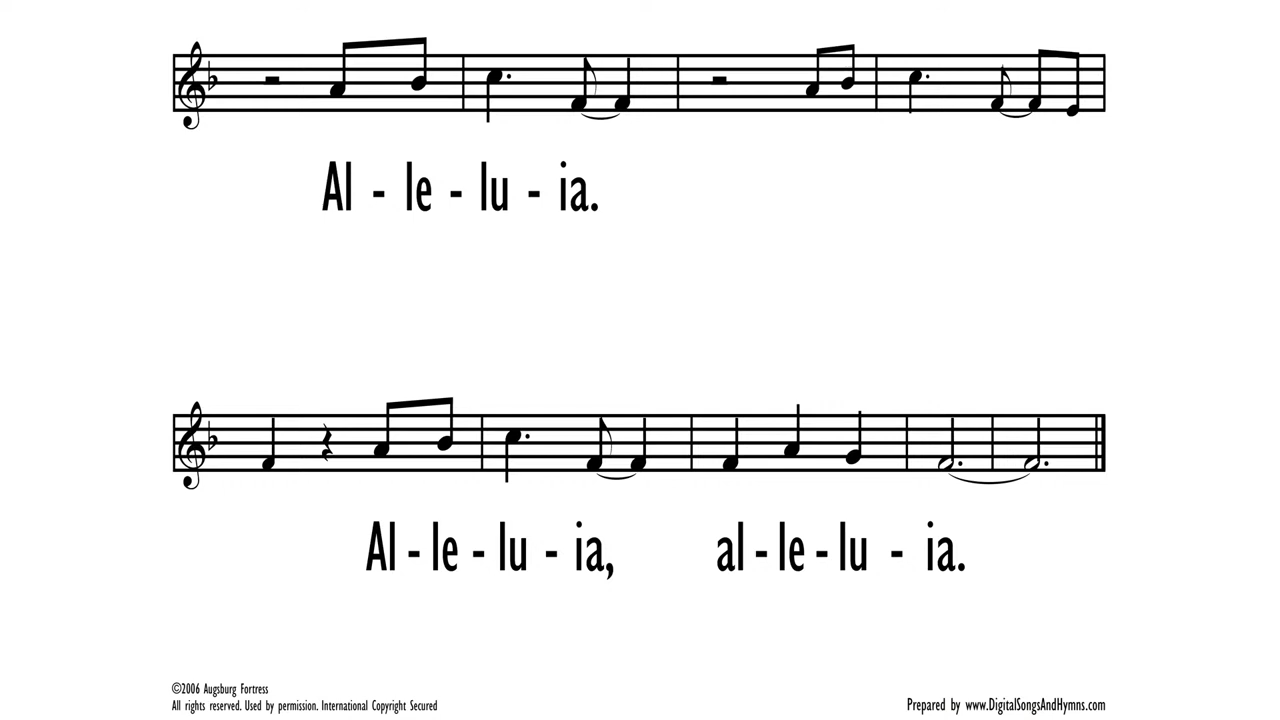 Al - le - lu - ia.
Al - le - lu - ia, al - le - lu - ia.
©2006 Augsburg Fortress
All rights reserved. Used by permission. International Copyright Secured
Prepared by www.DigitalSongsAndHymns.com